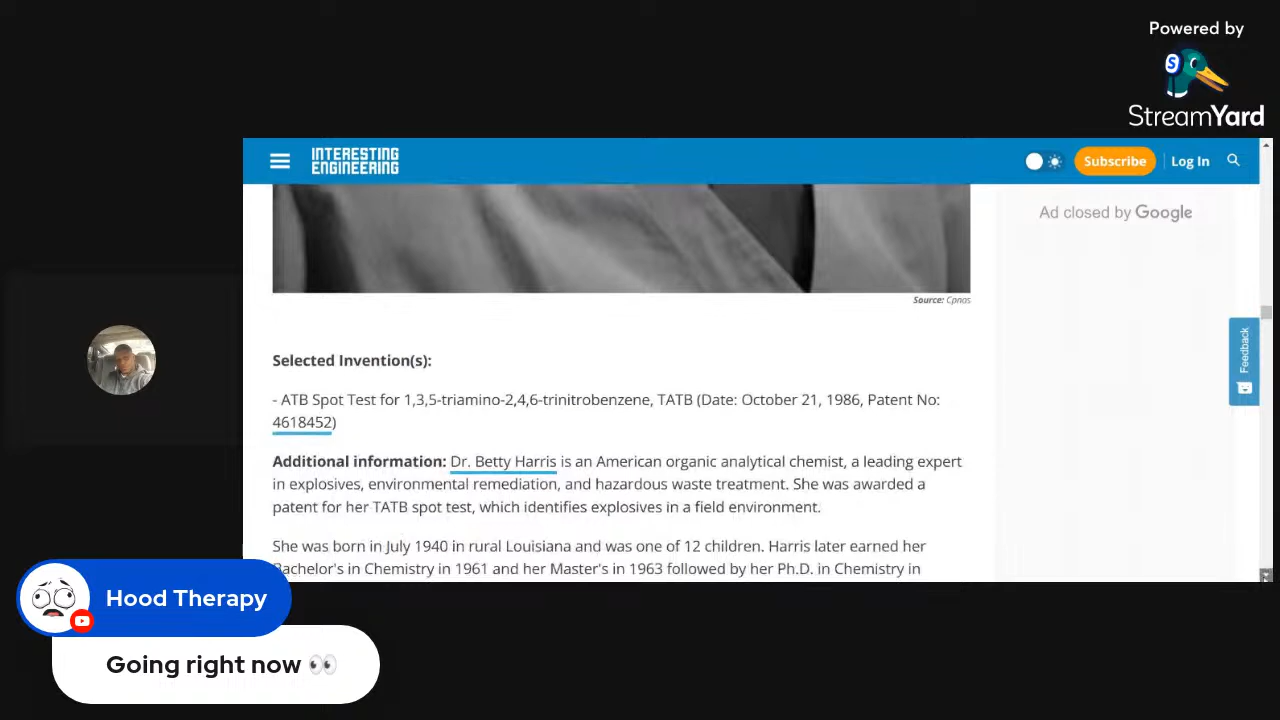 Powered by
StreamYard
INTERESTING
ENGINEERING
Subscribe
Log In
Ad closed by Google
Source: Cpnas
Feedback
Selected Invention(s):
- ATB Spot Test for 1,3,5-triamino-2,4,6-trinitrobenzene, TATB (Date: October 21, 1986, Patent No:
4618452)
Additional information: Dr. Betty Harris is an American organic analytical chemist, a leading expert
in explosives, environmental remediation, and hazardous waste treatment. She was awarded a
patent for her TATB spot test, which identifies explosives in a field environment.
She was born in July 1940 in rural Louisiana and was one of 12 children. Harris later earned her
Bachelor's in Chemistry in 1961 and her Master's in 1963 followed by her Ph.D. in Chemistry in
Hood Therapy
Going right now 👀